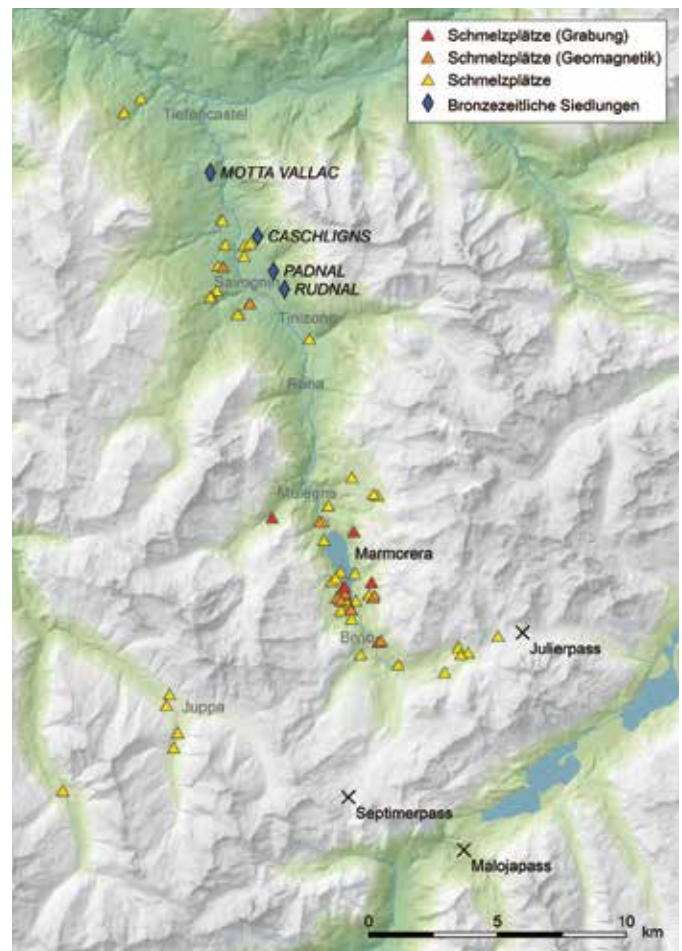 Schmelzplätze (Grabung)
Schmelzplätze (Geomagnetik)
Schmelzplätze
Bronzezeitliche Siedlungen
Tiefencastel
MOTTA VALLAC
CASCHLIGNS
PADNAL
Savognin
RUDNAL
Tinizong
Rona
Mulegns
Marmorera
Bivio
Julierpass
Juppa
Septimerpass
Malojapass
0 5 10
km